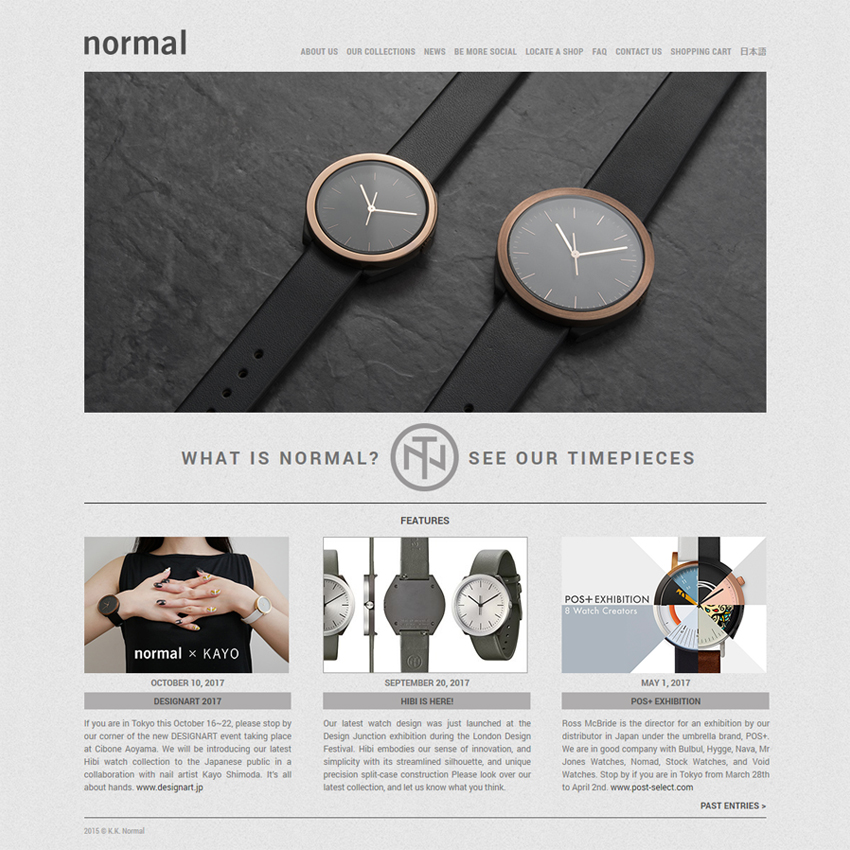 normal
ABOUT US OUR COLLECTIONS NEWS BE MORE SOCIAL LOCATE A SHOP FAQ CONTACT US SHOPPING CART 日本語
WHAT IS NORMAL? SEE OUR TIMEPIECES
FEATURES
normal × KAYO
OCTOBER 10, 2017
DESIGNART 2017
If you are in Tokyo this October 16~22, please stop by
our corner of the new DESIGNART event taking place
at Cibone Aoyama. We will be introducing our latest
Hibi watch collection to the Japanese public in a
collaboration with nail artist Kayo Shimoda. It's all
about hands. www.designart.jp
SEPTEMBER 20, 2017
HIBI IS HERE!
Our latest watch design was just launched at the
Design Junction exhibition during the London Design
Festival. Hibi embodies our sense of innovation, and
simplicity with its streamlined silhouette, and unique
precision split-case construction Please look over our
latest collection, and let us know what you think.
POS+ EXHIBITION
8 Watch Creators
MAY 1, 2017
POS+ EXHIBITION
Ross McBride is the director for an exhibition by our
distributor in Japan under the umbrella brand, POS+.
We are in good company with Bulbul, Hygge, Nava, Mr
Jones Watches, Nomad, Stock Watches, and Void
Watches. Stop by if you are in Tokyo from March 28th
to April 2nd. www.post-select.com
PAST ENTRIES >
2015 © K.K. Normal